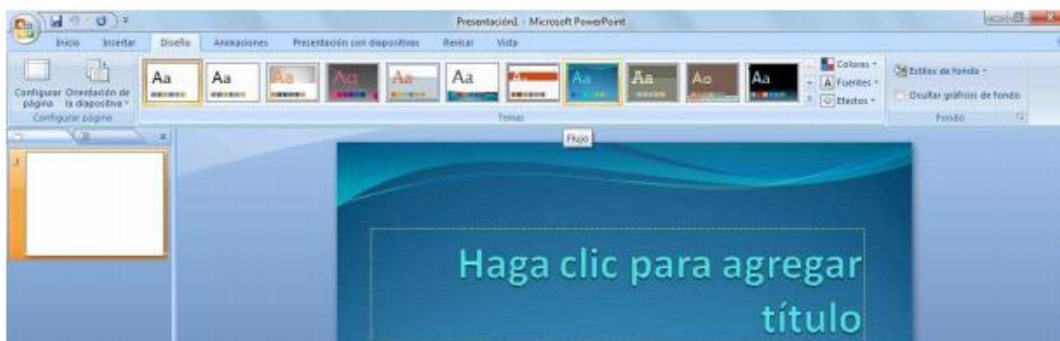 Presentación1 - Microsoft PowerPoint
Inicio Insertar Diseño Animaciones Presentación con diapositivas Revisar Vista
Configurar página
Orientación de la diapositiva
Configurar página
Aa Aa Aa Aa Aa Aa Aa Aa Aa Aa Aa
Temas
Colores
A Fuentes
Efectos
Estilos de fondo
Ocultar gráficos de fondo
Fondo
Flujo
1
Haga clic para agregar
título